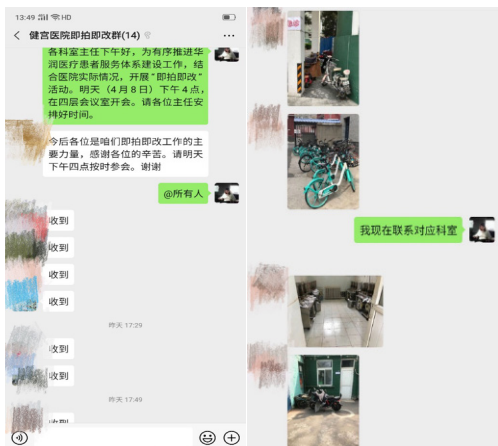 13:49
HD
健宫医院即拍即改群(14)
各科室主任下午好，为有序推进华
润医疗患者服务体系建设工作，结
合医院实际情况，开展“即拍即改”
活动。明天（4月8日）下午4点，
在四层会议室开会。请各位主任安
排好时间。
今后各位是咱们即拍即改工作的主
要力量，感谢各位的辛苦。请明天
下午四点按时参会。谢谢
@所有人
收到
收到
收到
收到
昨天 17:29
收到
收到
昨天 17:49
收到
我现在联系对应科室